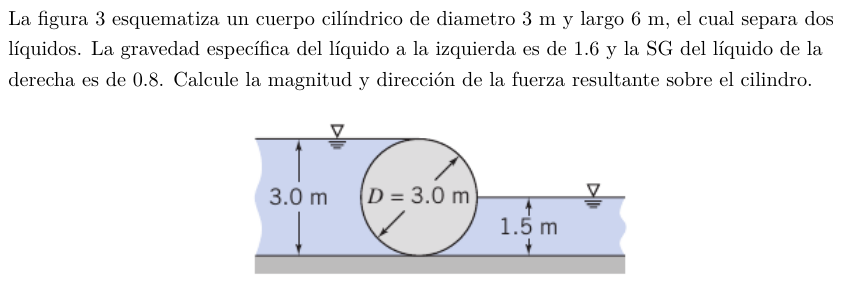 La figura 3 esquematiza un cuerpo cilíndrico de diametro 3 m y largo 6 m, el cual separa dos
líquidos. La gravedad específica del líquido a la izquierda es de 1.6 y la SG del líquido de la
derecha es de 0.8. Calcule la magnitud y dirección de la fuerza resultante sobre el cilindro.
3.0 m
D = 3.0 m
1.5 m